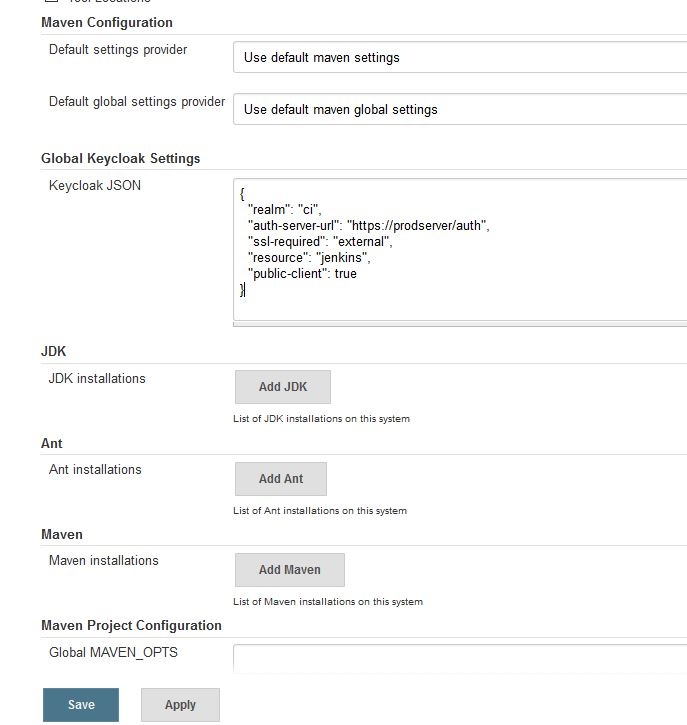 Tool Locations
Maven Configuration
Default settings provider
Use default maven settings
Default global settings provider
Use default maven global settings
Global Keycloak Settings
Keycloak JSON
{
"realm": "ci",
"auth-server-url": "https://prodserver/auth",
"ssl-required": "external",
"resource": "jenkins",
"public-client": true
}
JDK
JDK installations
Add JDK
List of JDK installations on this system
Ant
Ant installations
Add Ant
List of Ant installations on this system
Maven
Maven installations
Add Maven
List of Maven installations on this system
Maven Project Configuration
Global MAVEN_OPTS
Save
Apply